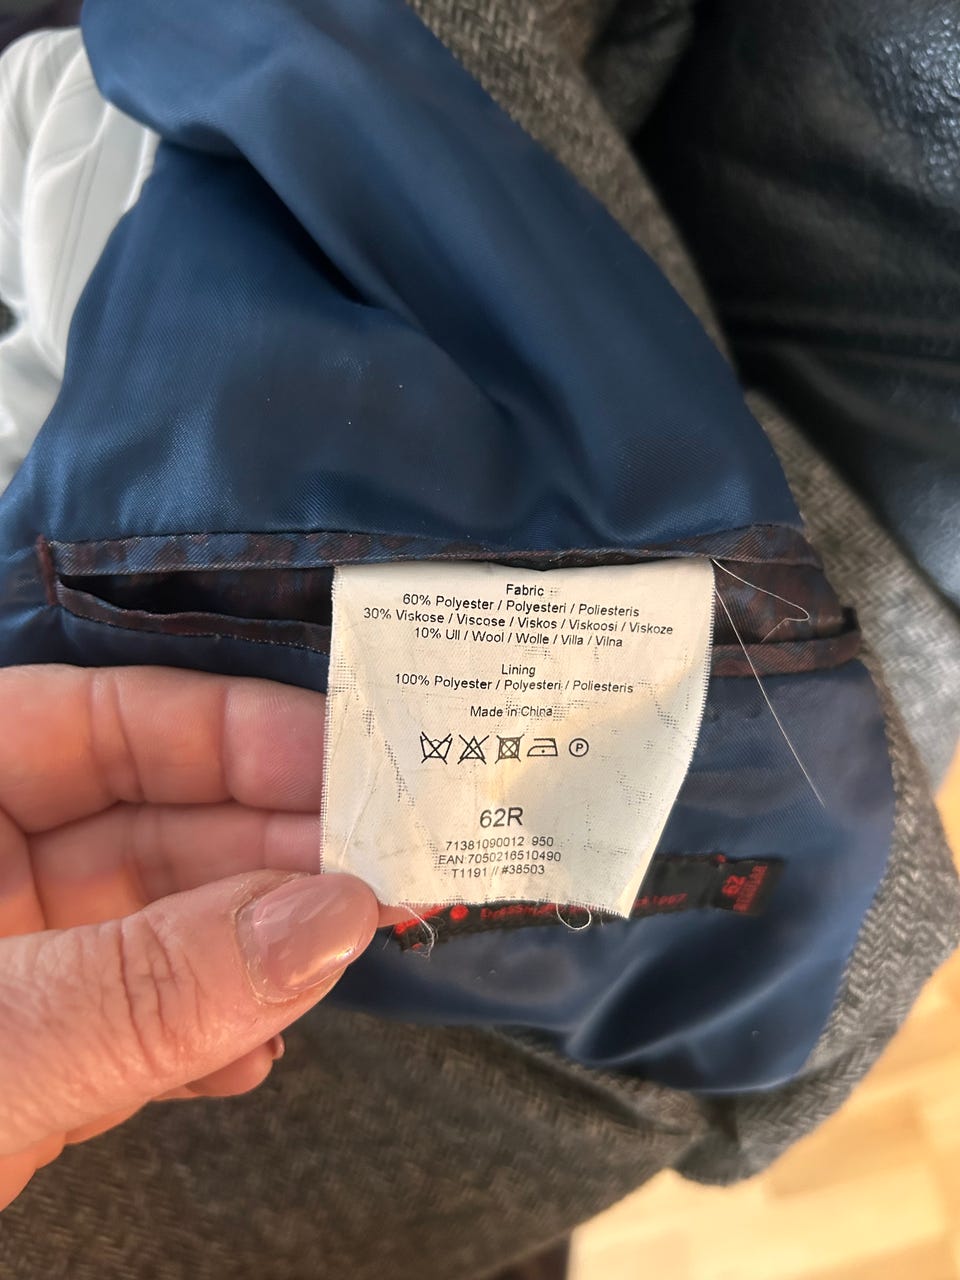 Fabric
60% Polyester / Polyesteri / Poliesteris
30% Viskose / Viscose / Viskos / Viskoosi / Viskoze
10% Ull / Wool / Wolle / Villa / Vilna
Lining
100% Polyester / Polyesteri / Poliesteris
Made in China
P
62R
71381090012 950
EAN:7050216510490
T1191 // #38503
62